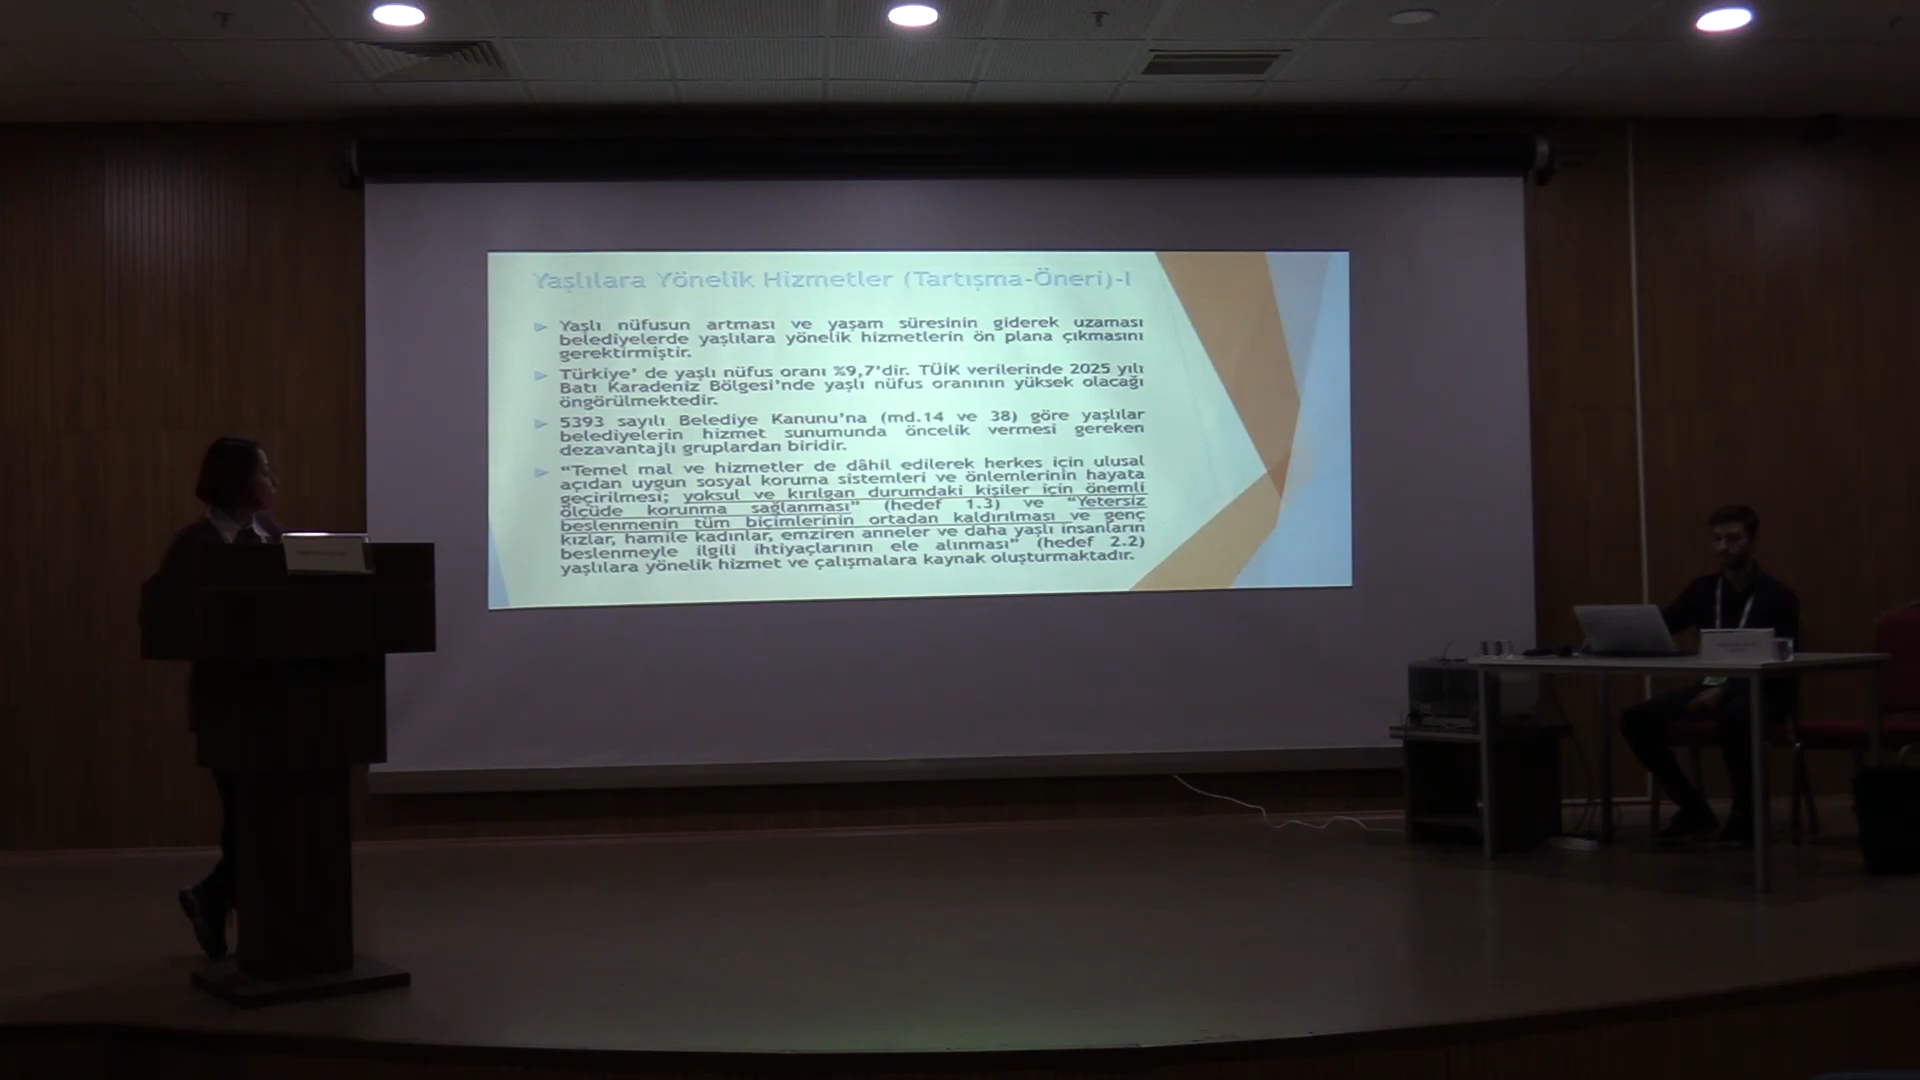 Yaşlılara Yönelik Hizmetler (Tartışma-Öneri)-I
Yaşlı nüfusun artması ve yaşam süresinin giderek uzaması
belediyelerde yaşlılara yönelik hizmetlerin ön plana çıkmasını
gerektirmiştir.
Türkiye' de yaşlı nüfus oranı %9,7'dir. TÜİK verilerinde 2025 yılı
Batı Karadeniz Bölgesi'nde yaşlı nüfus oranının yüksek olacağı
öngörülmektedir.
5393 sayılı Belediye Kanunu'na (md.14 ve 38) göre yaşlılar
belediyelerin hizmet sunumunda öncelik vermesi gereken
dezavantajlı gruplardan biridir.
"Temel mal ve hizmetler de dâhil edilerek herkes için ulusal
açıdan uygun sosyal koruma sistemleri ve önlemlerinin hayata
geçirilmesi; yoksul ve kırılgan durumdaki kişiler için önemli
ölçüde korunma sağlanması" (hedef 1.3) ve "Yetersiz
beslenmenin tüm biçimlerinin ortadan kaldırılması ve genç
kızlar, hamile kadınlar, emziren anneler ve daha yaşlı insanların
beslenmeyle ilgili ihtiyaçlarının ele alınması" (hedef 2.2)
yaşlılara yönelik hizmet ve çalışmalara kaynak oluşturmaktadır.